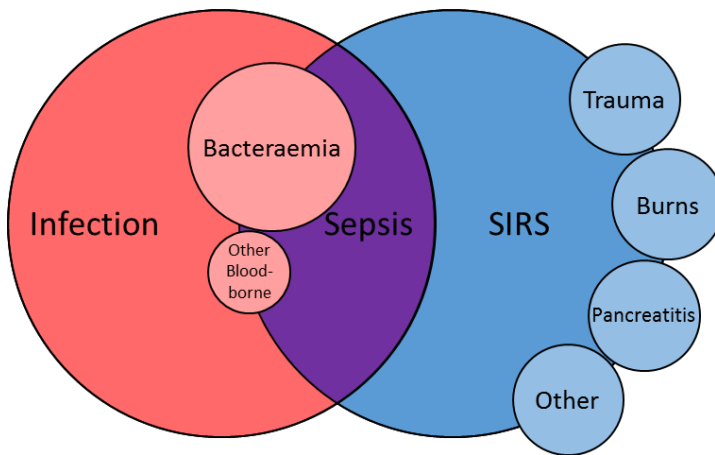 Infection
Bacteraemia
Other
Blood-
borne
Sepsis
SIRS
Trauma
Burns
Pancreatitis
Other